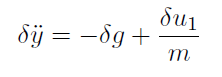 δÿ = −δg + δu₁/m